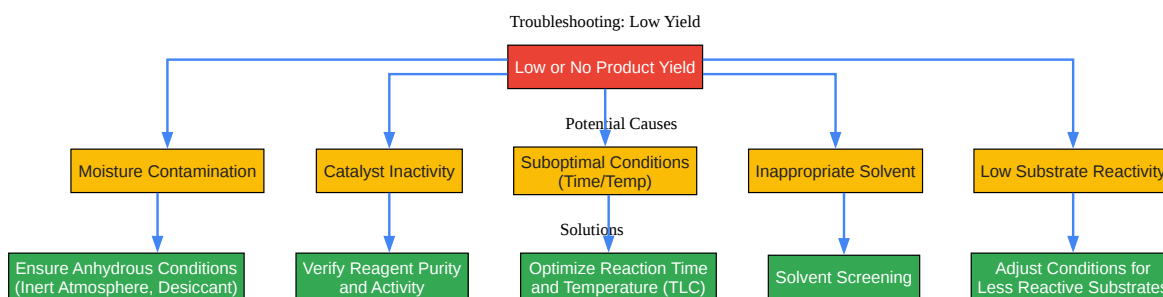 Troubleshooting: Low Yield
Low or No Product Yield
Potential Causes
Moisture Contamination
Catalyst Inactivity
Suboptimal Conditions
(Time/Temp)
Inappropriate Solvent
Low Substrate Reactivity
Solutions
Ensure Anhydrous Conditions
(Inert Atmosphere, Desiccant)
Verify Reagent Purity
and Activity
Optimize Reaction Time
and Temperature (TLC)
Solvent Screening
Adjust Conditions for
Less Reactive Substrates